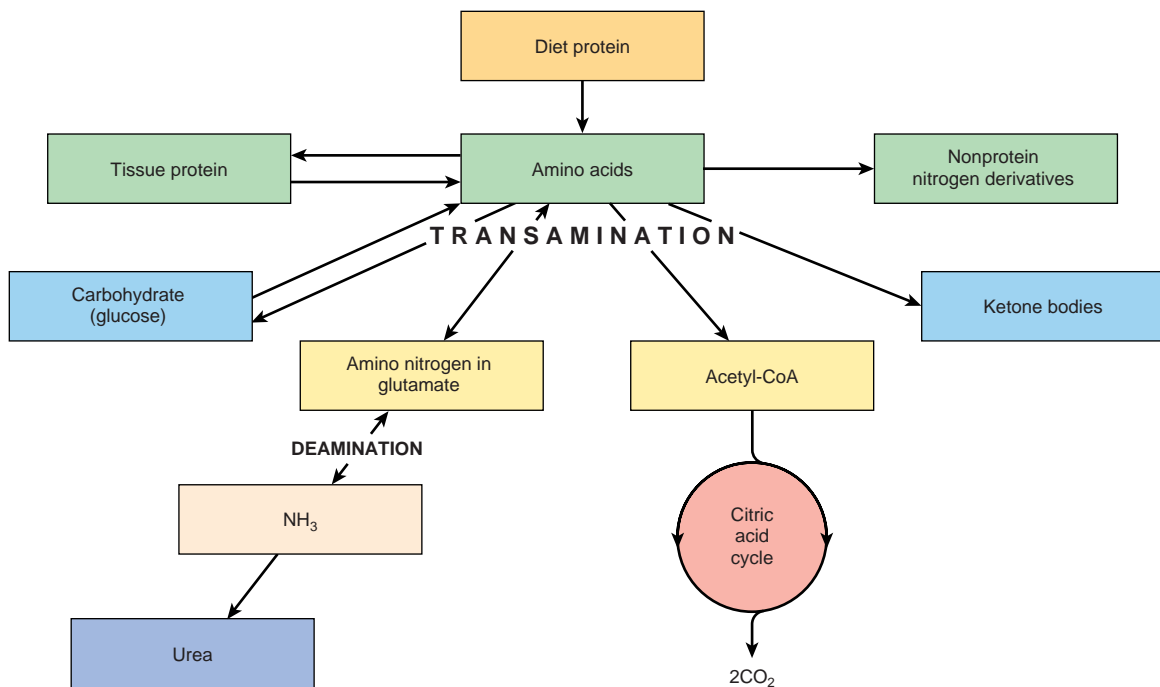 Diet protein
Tissue protein
Amino acids
Nonprotein
nitrogen derivatives
TRANSAMINATION
Carbohydrate
(glucose)
Ketone bodies
Amino nitrogen in
glutamate
Acetyl-CoA
DEAMINATION
NH₃
Citric
acid
cycle
Urea
2CO₂